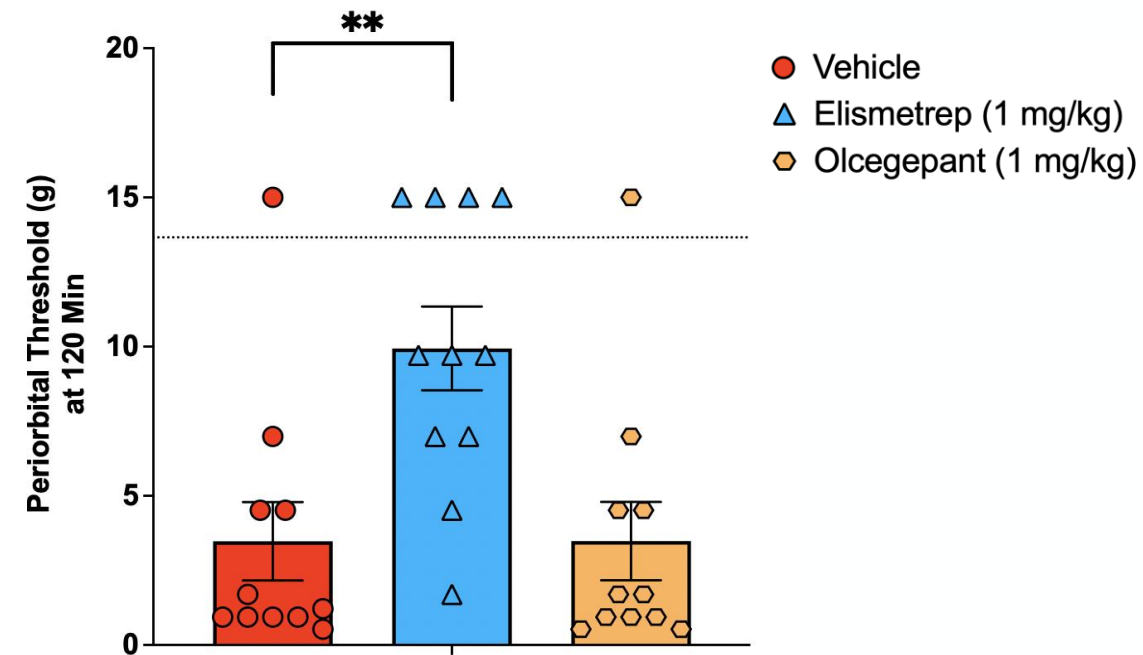 **
20
15
10
5
0
Periorbital Threshold (g)
at 120 Min
Vehicle
Elismetrep (1 mg/kg)
Olcegepant (1 mg/kg)